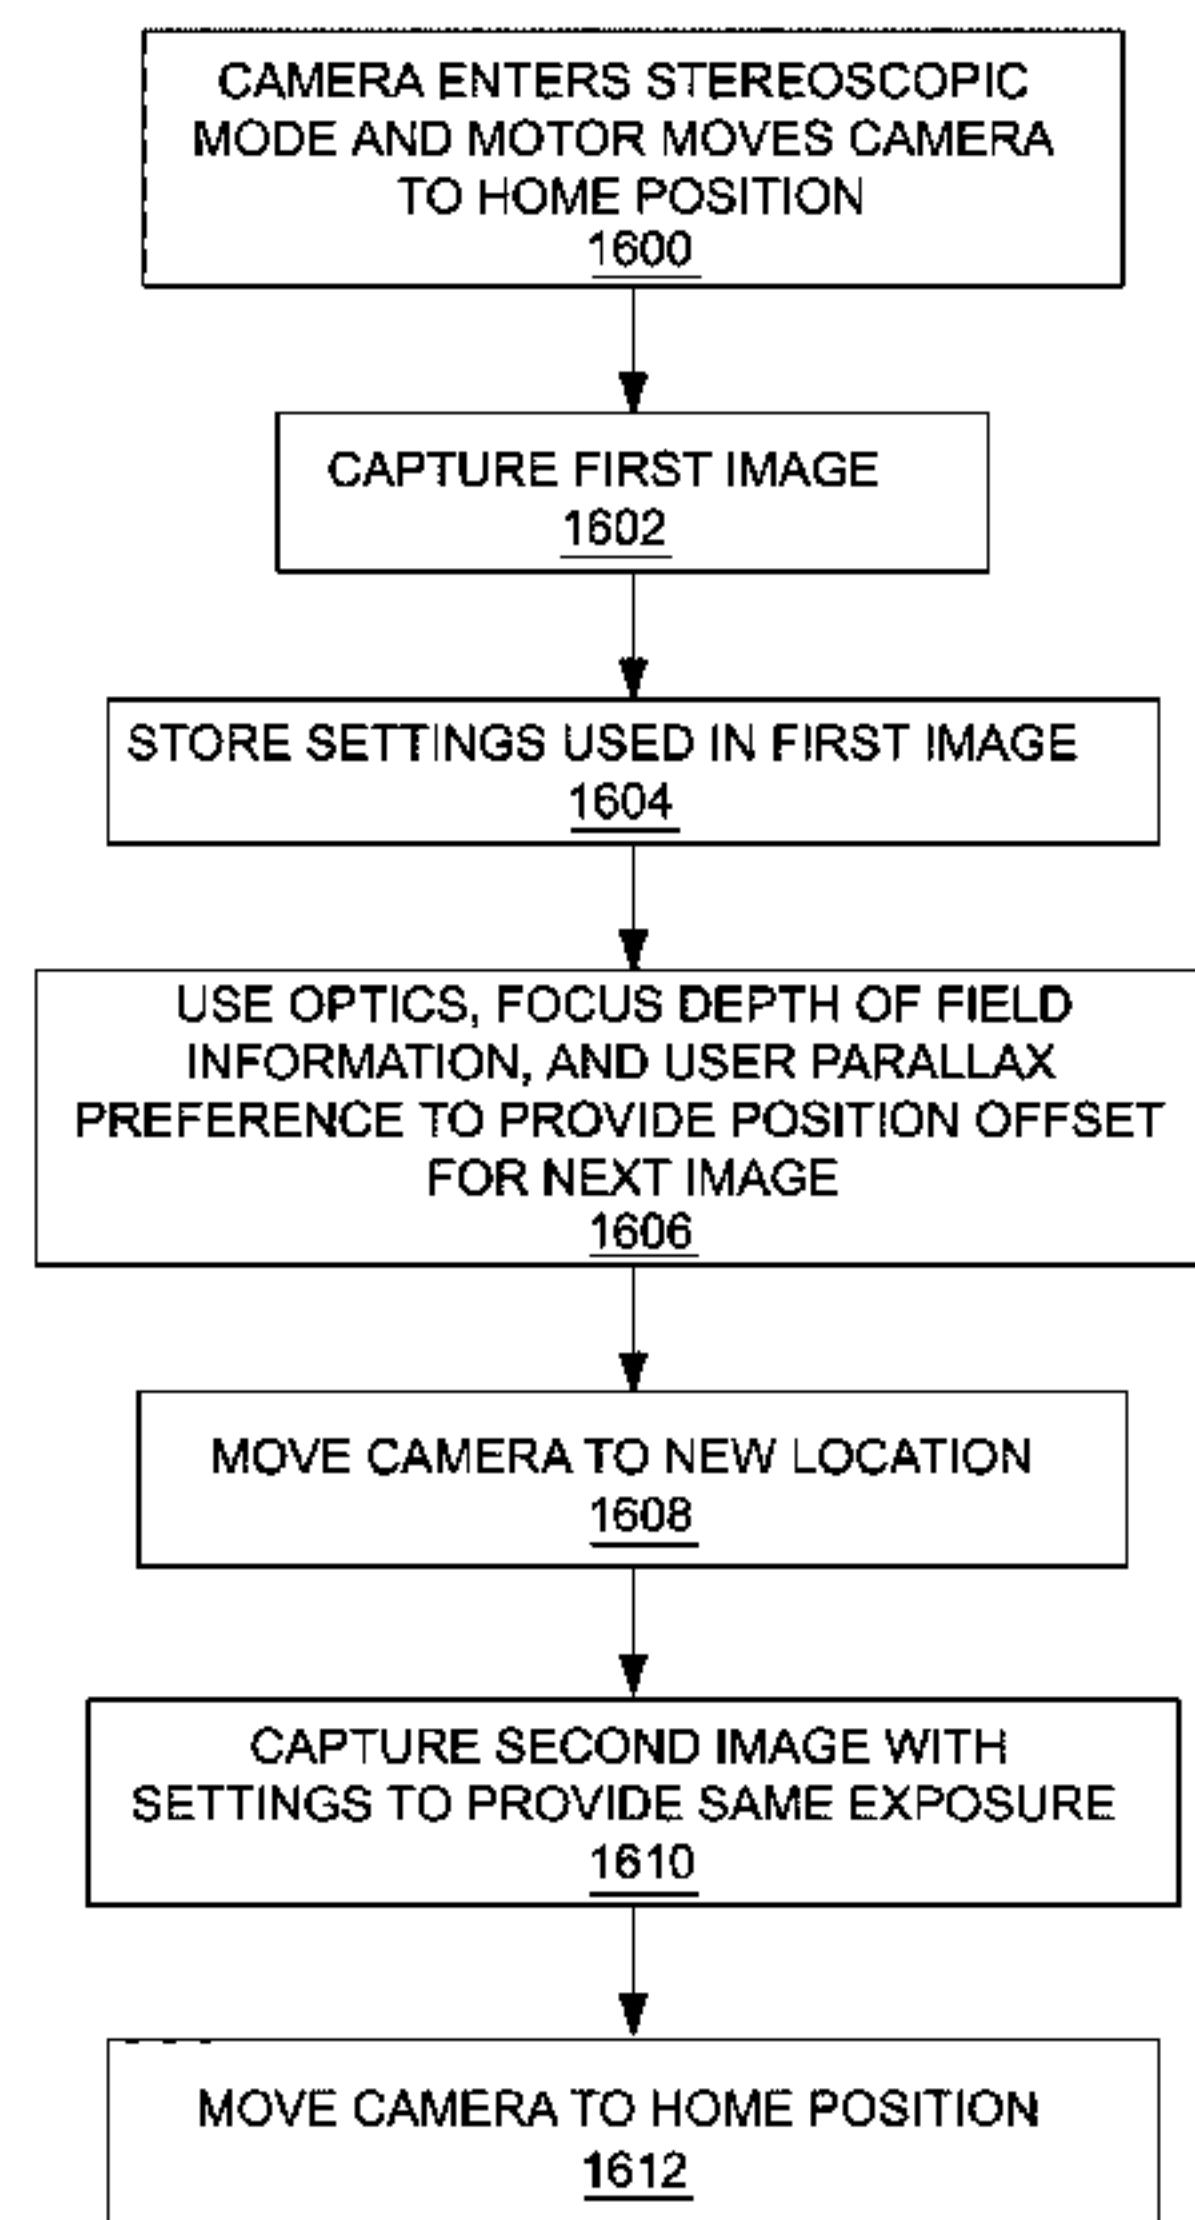 CAMERA ENTERS STEREOSCOPIC
MODE AND MOTOR MOVES CAMERA
TO HOME POSITION
1600
CAPTURE FIRST IMAGE
1602
STORE SETTINGS USED IN FIRST IMAGE
1604
USE OPTICS, FOCUS DEPTH OF FIELD
INFORMATION, AND USER PARALLAX
PREFERENCE TO PROVIDE POSITION OFFSET
FOR NEXT IMAGE
1606
MOVE CAMERA TO NEW LOCATION
1608
CAPTURE SECOND IMAGE WITH
SETTINGS TO PROVIDE SAME EXPOSURE
1610
MOVE CAMERA TO HOME POSITION
1612